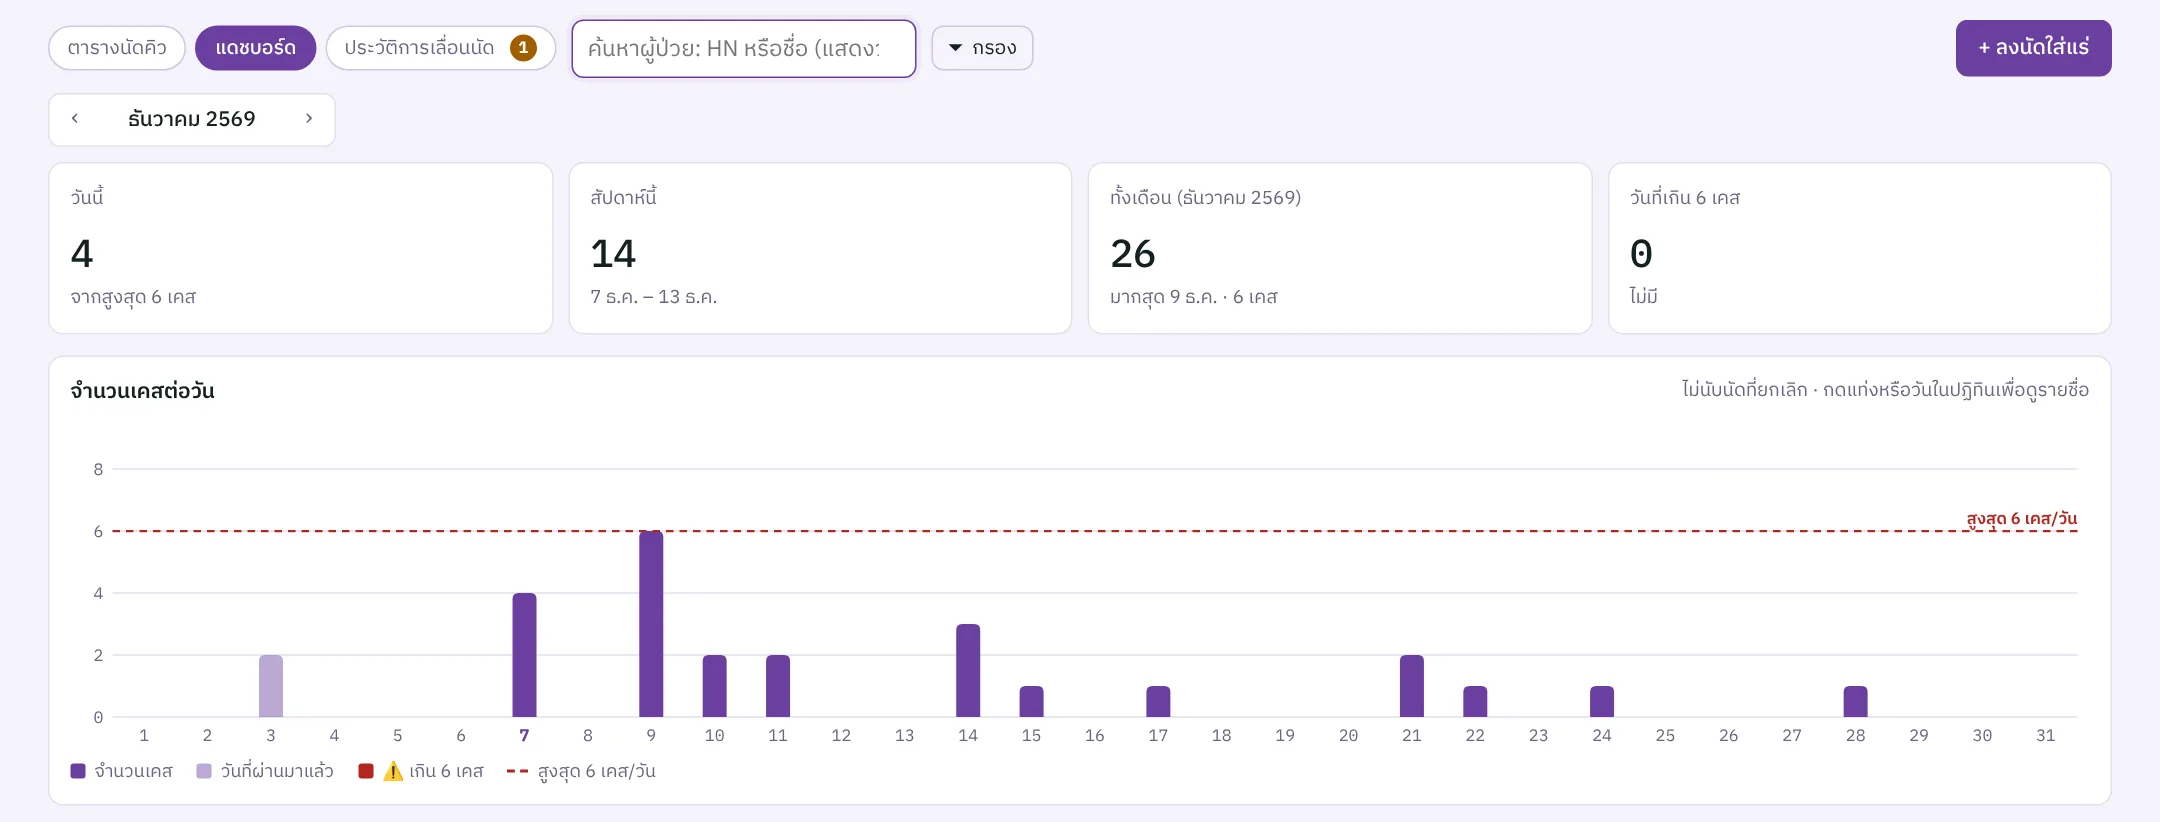 ตารางนัดคิว
แดชบอร์ด
ประวัติการเลื่อนนัด 1
ค้นหาผู้ป่วย: HN หรือชื่อ (แสดง
กรอง
+ ลงนัดใส่แร่
‹ ธันวาคม 2569 ›
วันนี้
4
จากสูงสุด 6 เคส
สัปดาห์นี้
14
7 ธ.ค. – 13 ธ.ค.
ทั้งเดือน (ธันวาคม 2569)
26
มากสุด 9 ธ.ค. · 6 เคส
วันที่เกิน 6 เคส
0
ไม่มี
จำนวนเคสต่อวัน
ไม่นับนัดที่ยกเลิก · กดแท่งหรือวันในปฏิทินเพื่อดูรายชื่อ
8
สูงสุด 6 เคส/วัน
6
4
2
0
1 2 3 4 5 6 7 8 9 10 11 12 13 14 15 16 17 18 19 20 21 22 23 24 25 26 27 28 29 30 31
จำนวนเคส วันที่ผ่านมาแล้ว ⚠️ เกิน 6 เคส สูงสุด 6 เคส/วัน